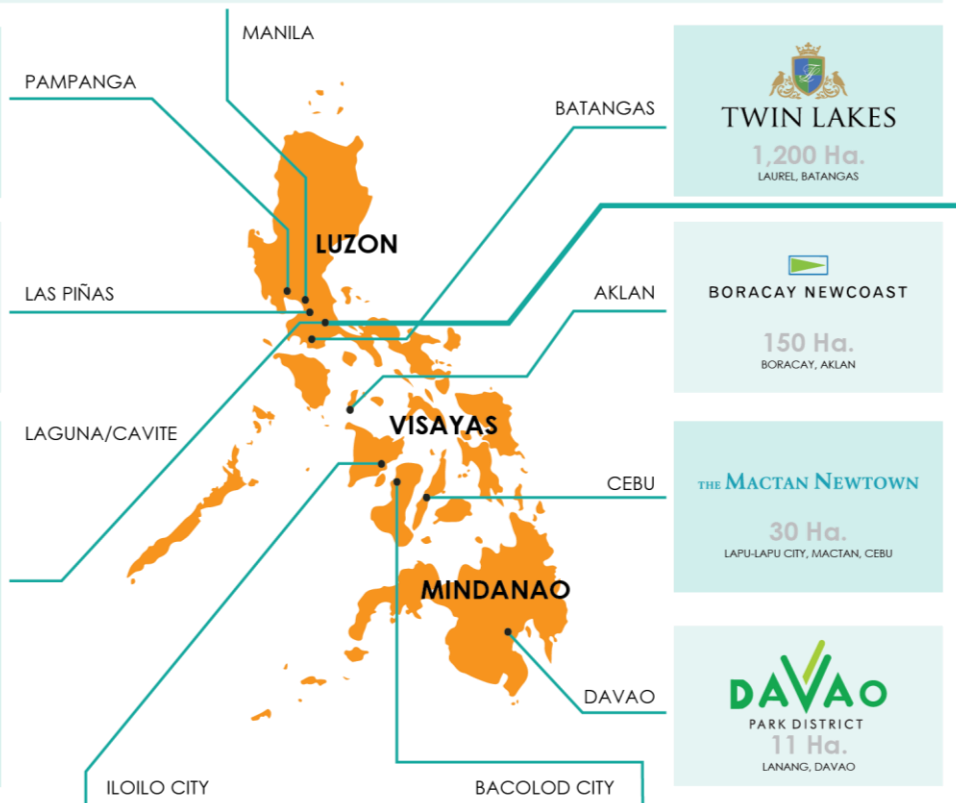 MANILA
PAMPANGA
BATANGAS
TWIN LAKES
1,200 Ha.
LAUREL, BATANGAS
LUZON
LAS PIÑAS
AKLAN
BORACAY NEWCOAST
150 Ha.
BORACAY, AKLAN
LAGUNA/CAVITE
VISAYAS
CEBU
THE MACTAN NEWTOWN
30 Ha.
LAPU-LAPU CITY, MACTAN, CEBU
MINDANAO
DAVAO
DAVAO
PARK DISTRICT
11 Ha.
LANANG, DAVAO
ILOILO CITY
BACOLOD CITY